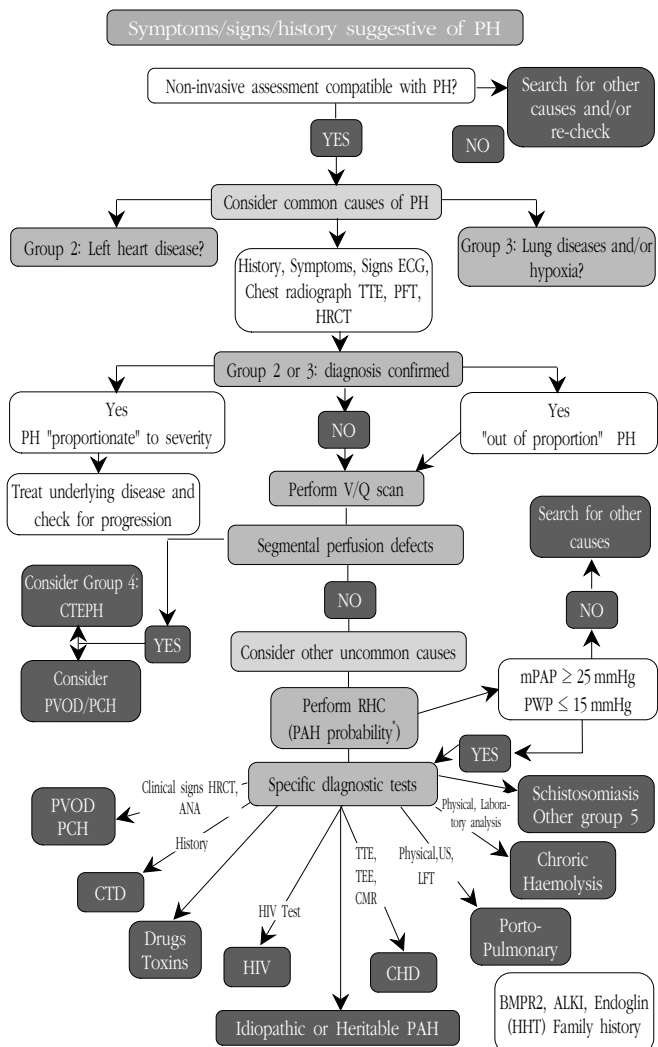 Symptoms/signs/history suggestive of PH
Non-invasive assessment compatible with PH?
Search for other
causes and/or
re-check
YES
NO
Consider common causes of PH
Group 2: Left heart disease?
History, Symptoms, Signs ECG,
Chest radiograph TTE, PFT,
HRCT
Group 3: Lung diseases and/or
hypoxia?
Group 2 or 3: diagnosis confirmed
Yes
PH "proportionate" to severity
NO
Yes
"out of proportion" PH
Treat underlying disease and
check for progression
Perform V/Q scan
Search for other
causes
Segmental perfusion defects
Consider Group 4:
CTEPH
YES
NO
NO
Consider
PVOD/PCH
Consider other uncommon causes
mPAP ≥ 25 mmHg
PWP ≤ 15 mmHg
Perform RHC
(PAH probability*)
YES
Specific diagnostic tests
Clinical signs HRCT,
ANA
PVOD
PCH
Schistosomiasis
Other group 5
Physical, Labora-
tory analysis
History
TTE,
TEE,
CMR
Physical,US,
LFT
Chroric
Haemolysis
CTD
HIV Test
Drugs
Toxins
HIV
CHD
Porto-
Pulmonary
Idiopathic or Heritable PAH
BMPR2, ALKI, Endoglin
(HHT) Family history